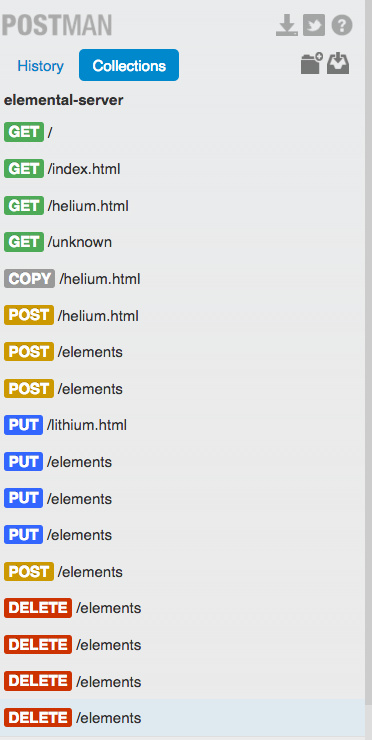 POSTMAN
History Collections
elemental-server
GET /
GET /index.html
GET /helium.html
GET /unknown
COPY /helium.html
POST /helium.html
POST /elements
POST /elements
PUT /lithium.html
PUT /elements
PUT /elements
PUT /elements
POST /elements
DELETE /elements
DELETE /elements
DELETE /elements
DELETE /elements